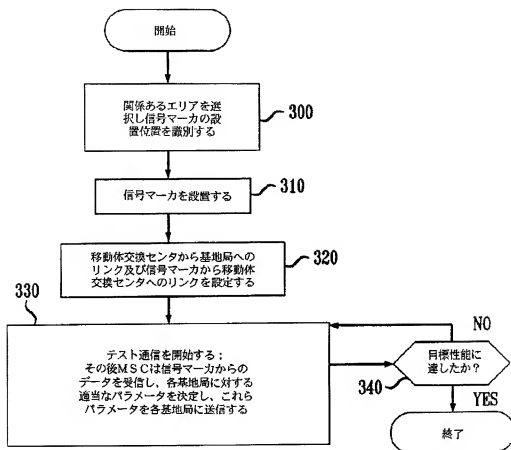 開始
関係あるエリアを選
択し信号マーカの設
置位置を識別する
300
信号マーカを設置する
310
移動体交換センタから基地局への
リンク及び信号マーカから移動体
交換センタへのリンクを設定する
320
330
テスト通信を開始する：
その後MSCは信号マーカからの
データを受信し、各基地局に対する
適当なパラメータを決定し、これら
パラメータを各基地局に送信する
NO
目標性能に
達したか？
340
YES
終了